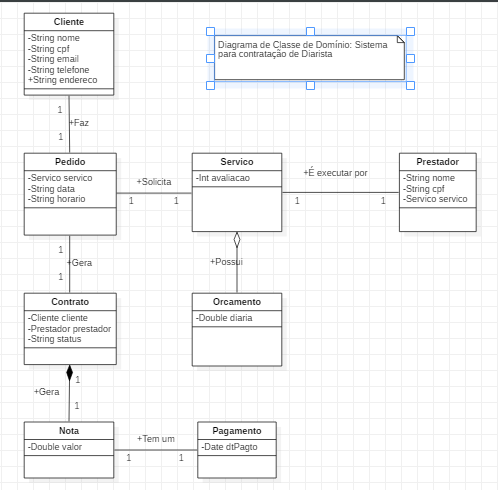 Cliente
-String nome
-String cpf
-String email
-String telefone
+String endereco
Diagrama de Classe de Domínio: Sistema
para contratação de Diarista
1
+Faz
1
Pedido
-Servico servico
-String data
-String horario
+Solicita
1
1
Servico
-Int avaliacao
+É executar por
1
1
Prestador
-String nome
-String cpf
-Servico servico
1
+Gera
1
+Possui
Contrato
-Cliente cliente
-Prestador prestador
-String status
Orcamento
-Double diaria
1
+Gera
1
Nota
-Double valor
+Tem um
1
1
Pagamento
-Date dtPagto